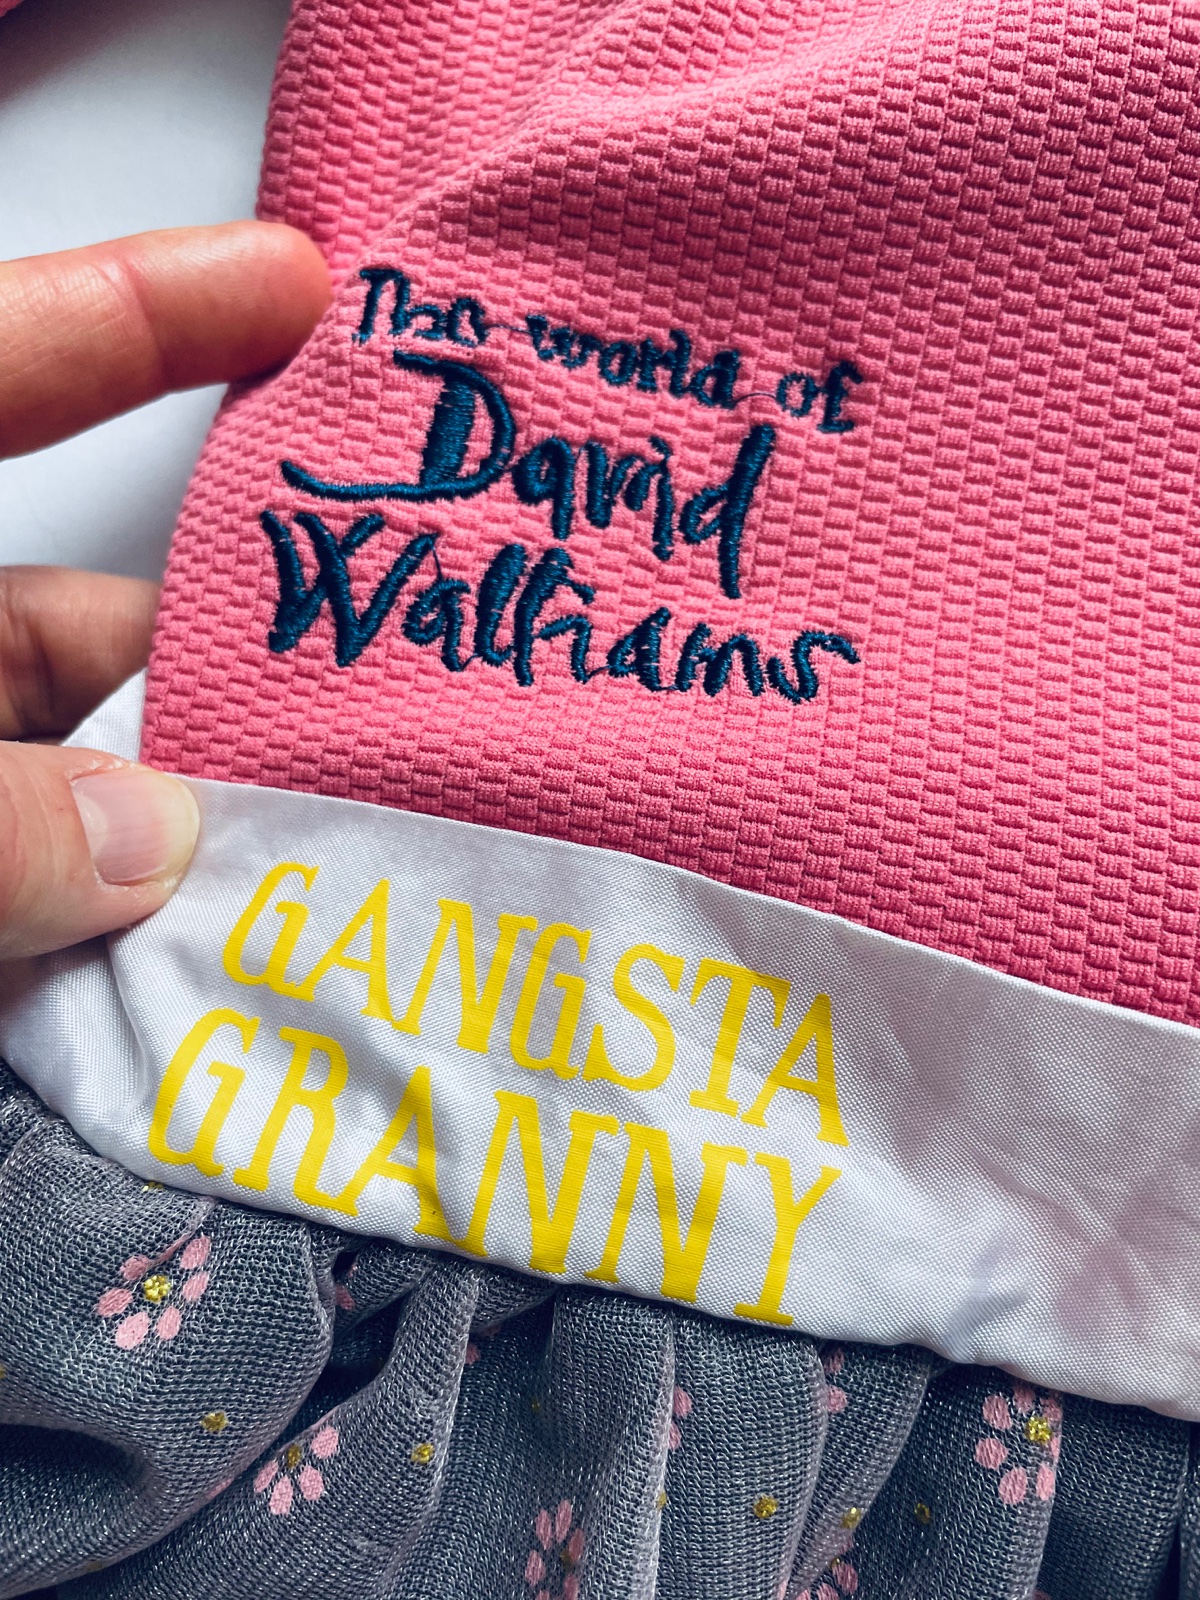 The world of
David
Walliams
GANGSTA
GRANNY